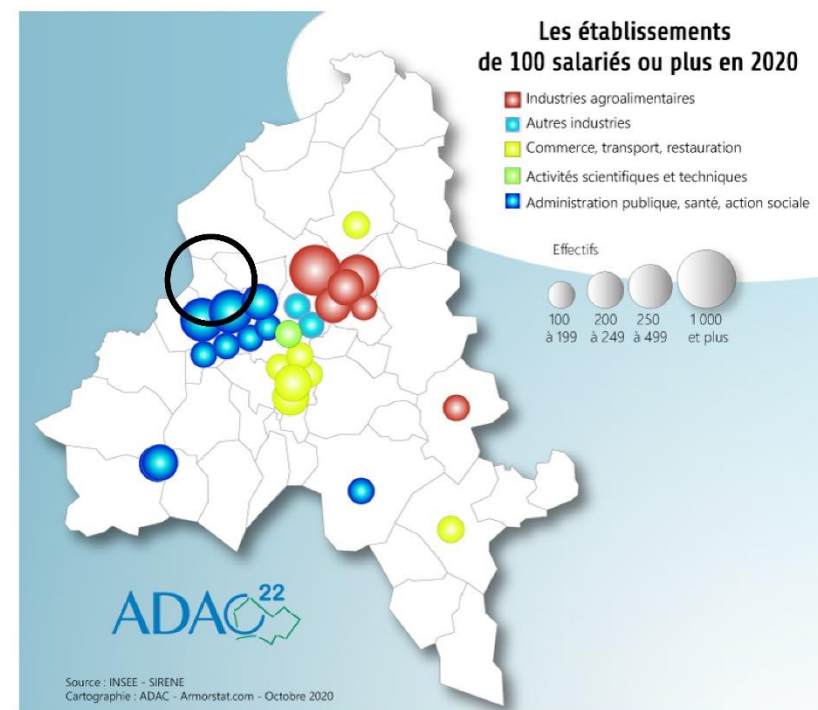 Les établissements
de 100 salariés ou plus en 2020
Industries agroalimentaires
Autres industries
Commerce, transport, restauration
Activités scientifiques et techniques
Administration publique, santé, action sociale
Effectifs
100 200 250 1 000
à 199 à 249 à 499 et plus
ADAC 22
Source : INSEE - SIRENE
Cartographie : ADAC - Armorstat.com - Octobre 2020